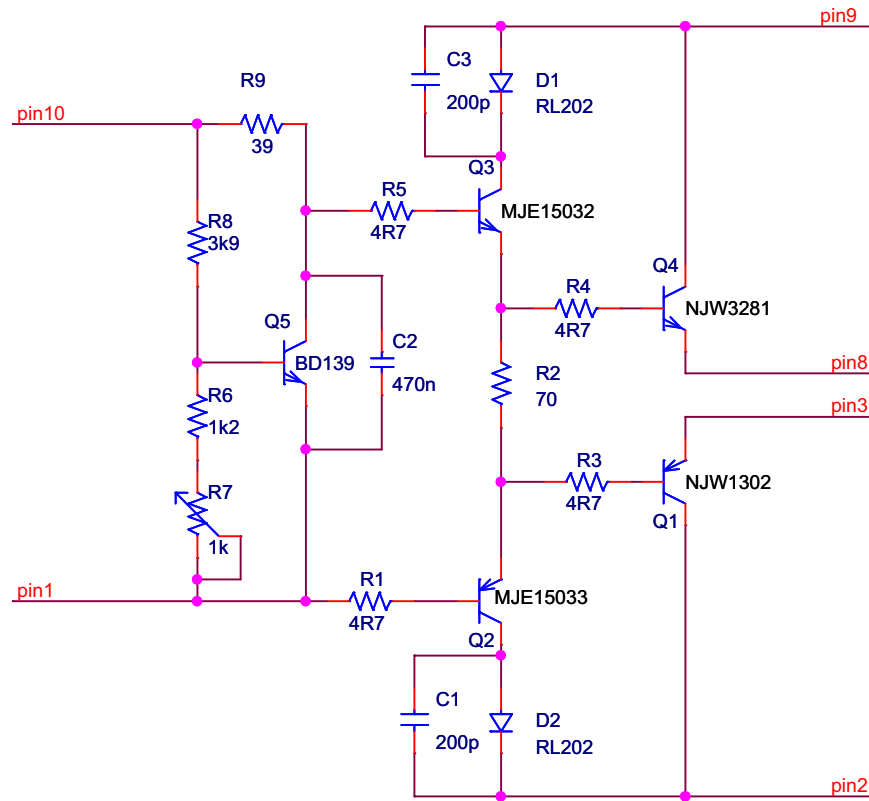 pin9
C3
D1
R9
200p
RL202
pin10
39
Q3
R5
MJE15032
R8
4R7
3k9
Q4
R4
NJW3281
Q5
4R7
C2
BD139
pin8
R2
470n
R6
70
pin3
1k2
R3
NJW1302
R7
4R7
Q1
1k
R1
pin1
MJE15033
4R7
Q2
C1
D2
200p
RL202
pin2